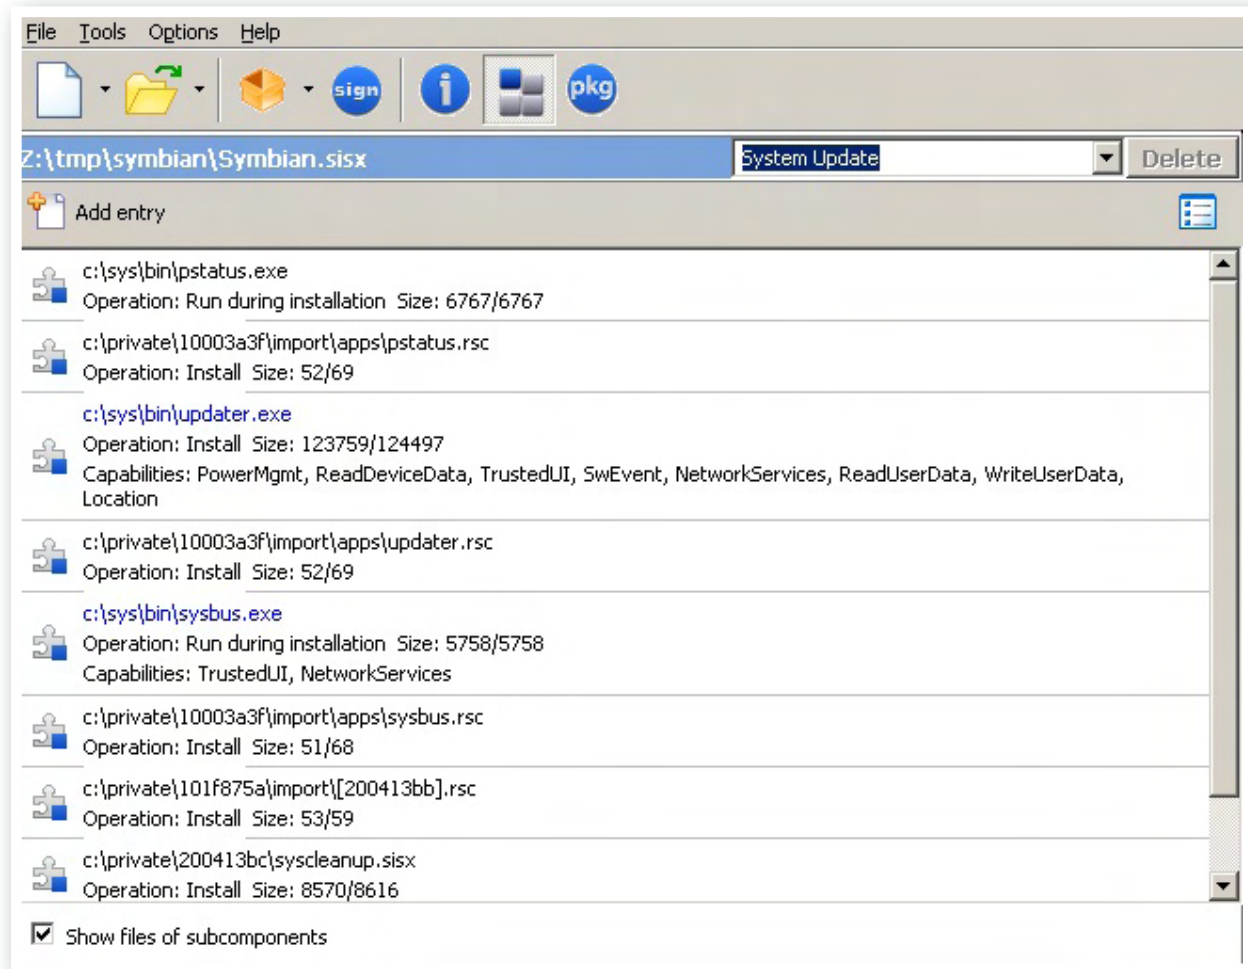 File Tools Options Help
sign i pkg
Z:\tmp\symbian\Symbian.sisx System Update Delete
Add entry
c:\sys\bin\pstatus.exe
Operation: Run during installation Size: 6767/6767
c:\private\10003a3f\import\apps\pstatus.rsc
Operation: Install Size: 52/69
c:\sys\bin\updater.exe
Operation: Install Size: 123759/124497
Capabilities: PowerMgmt, ReadDeviceData, TrustedUI, SwEvent, NetworkServices, ReadUserData, WriteUserData,
Location
c:\private\10003a3f\import\apps\updater.rsc
Operation: Install Size: 52/69
c:\sys\bin\sysbus.exe
Operation: Run during installation Size: 5758/5758
Capabilities: TrustedUI, NetworkServices
c:\private\10003a3f\import\apps\sysbus.rsc
Operation: Install Size: 51/68
c:\private\101f875a\import\[200413bb].rsc
Operation: Install Size: 53/59
c:\private\200413bc\syscleanup.sisx
Operation: Install Size: 8570/8616
Show files of subcomponents